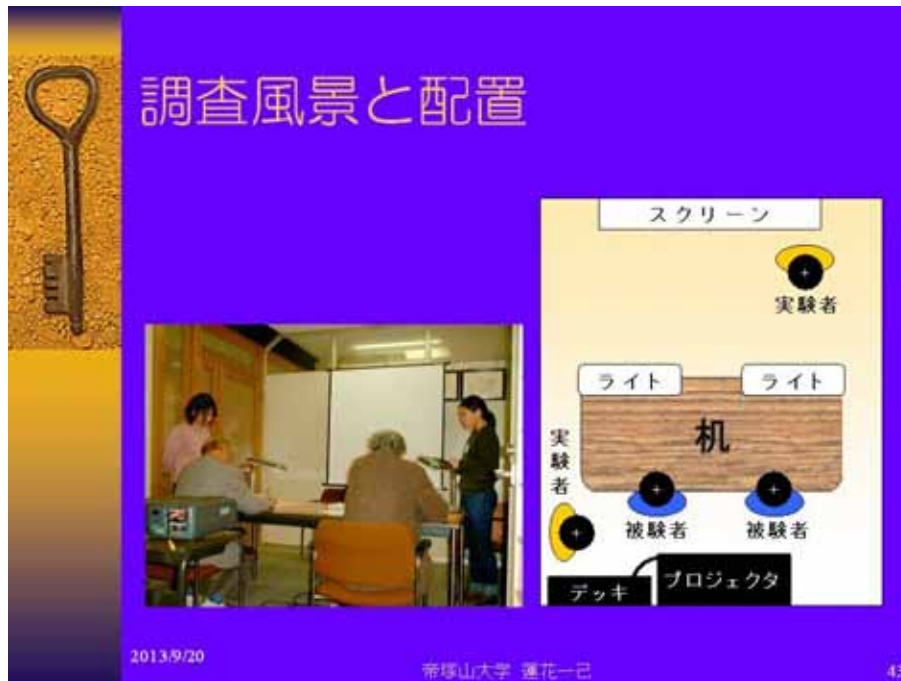 調査風景と配置
スクリーン
実験者
ライト
ライト
机
実験者
被験者
被験者
デッキ
プロジェクタ
2013/9/20
帝塚山大学 蓮花一己